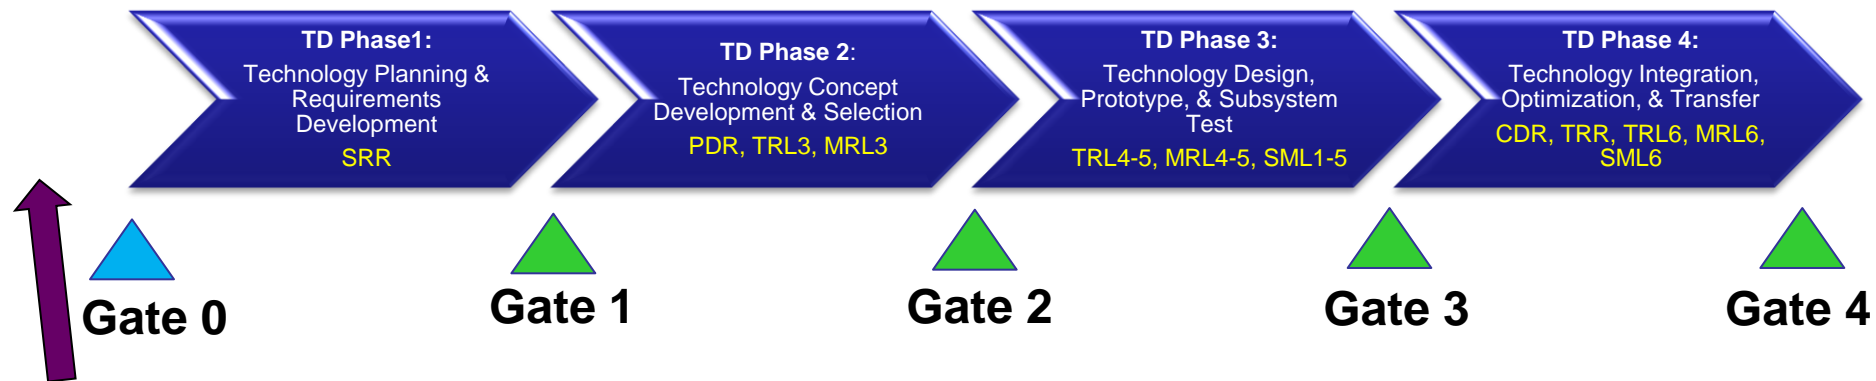 TD Phase1:
Technology Planning &
Requirements
Development
SRR
TD Phase 2:
Technology Concept
Development & Selection
PDR, TRL3, MRL3
TD Phase 3:
Technology Design,
Prototype, & Subsystem
Test
TRL4-5, MRL4-5, SML1-5
TD Phase 4:
Technology Integration,
Optimization, & Transfer
CDR, TRR, TRL6, MRL6,
SML6
Gate 0
Gate 1
Gate 2
Gate 3
Gate 4